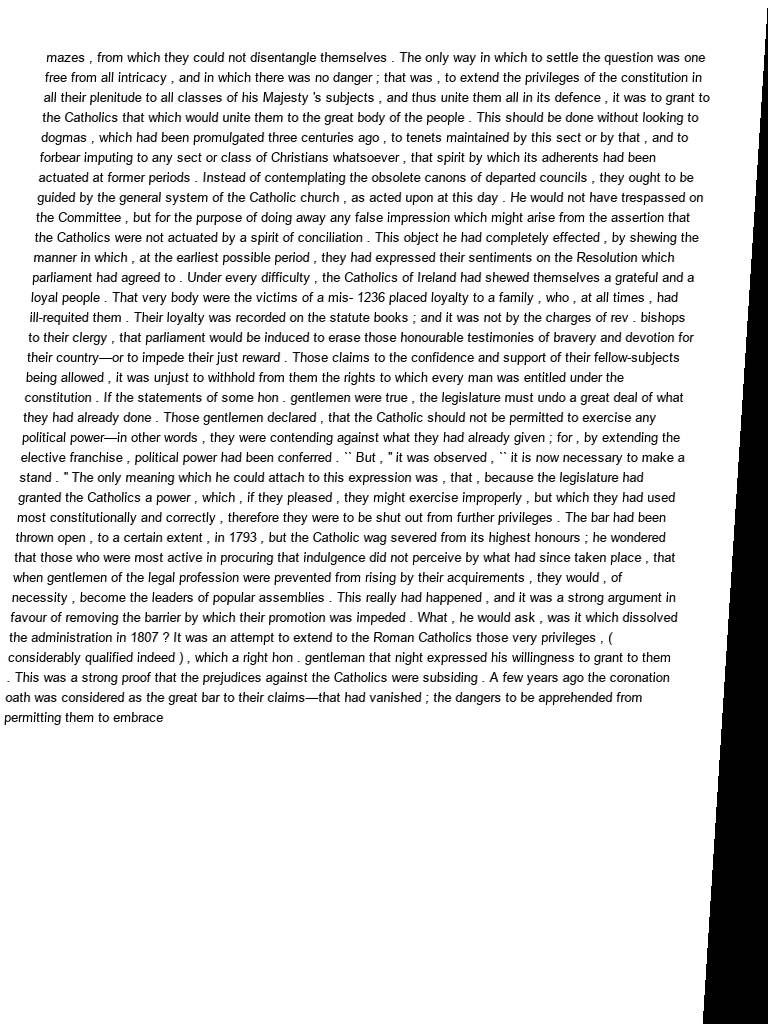 mazes , from which they could not disentangle themselves . The only way in which to settle the question was one
free from all intricacy , and in which there was no danger ; that was , to extend the privileges of the constitution in
all their plenitude to all classes of his Majesty 's subjects , and thus unite them all in its defence , it was to grant to
the Catholics that which would unite them to the great body of the people . This should be done without looking to
dogmas , which had been promulgated three centuries ago , to tenets maintained by this sect or by that , and to
forbear imputing to any sect or class of Christians whatsoever , that spirit by which its adherents had been
actuated at former periods . Instead of contemplating the obsolete canons of departed councils , they ought to be
guided by the general system of the Catholic church , as acted upon at this day . He would not have trespassed on
the Committee , but for the purpose of doing away any false impression which might arise from the assertion that
the Catholics were not actuated by a spirit of conciliation . This object he had completely effected , by shewing the
manner in which , at the earliest possible period , they had expressed their sentiments on the Resolution which
parliament had agreed to . Under every difficulty , the Catholics of Ireland had shewed themselves a grateful and a
loyal people . That very body were the victims of a mis- 1236 placed loyalty to a family , who , at all times , had
ill-requited them . Their loyalty was recorded on the statute books ; and it was not by the charges of rev . bishops
to their clergy , that parliament would be induced to erase those honourable testimonies of bravery and devotion for
their country—or to impede their just reward . Those claims to the confidence and support of their fellow-subjects
being allowed , it was unjust to withhold from them the rights to which every man was entitled under the
constitution . If the statements of some hon . gentlemen were true , the legislature must undo a great deal of what
they had already done . Those gentlemen declared , that the Catholic should not be permitted to exercise any
political power—in other words , they were contending against what they had already given ; for , by extending the
elective franchise , political power had been conferred . `` But , " it was observed , `` it is now necessary to make a
stand . " The only meaning which he could attach to this expression was , that , because the legislature had
granted the Catholics a power , which , if they pleased , they might exercise improperly , but which they had used
most constitutionally and correctly , therefore they were to be shut out from further privileges . The bar had been
thrown open , to a certain extent , in 1793 , but the Catholic wag severed from its highest honours ; he wondered
that those who were most active in procuring that indulgence did not perceive by what had since taken place , that
when gentlemen of the legal profession were prevented from rising by their acquirements , they would , of
necessity , become the leaders of popular assemblies . This really had happened , and it was a strong argument in
favour of removing the barrier by which their promotion was impeded . What , he would ask , was it which dissolved
the administration in 1807 ? It was an attempt to extend to the Roman Catholics those very privileges , (
considerably qualified indeed ) , which a right hon . gentleman that night expressed his willingness to grant to them
. This was a strong proof that the prejudices against the Catholics were subsiding . A few years ago the coronation
oath was considered as the great bar to their claims—that had vanished ; the dangers to be apprehended from
permitting them to embrace